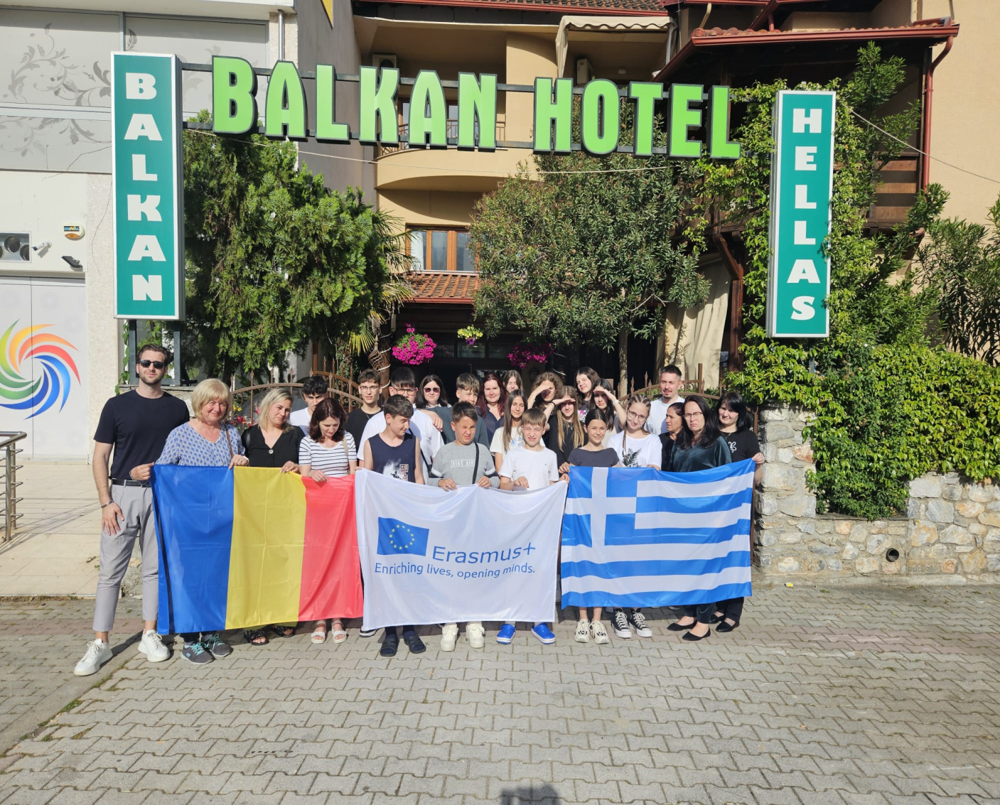 BALKAN
BALKAN HOTEL
HELLAS
Erasmus+
Enriching lives, opening minds.